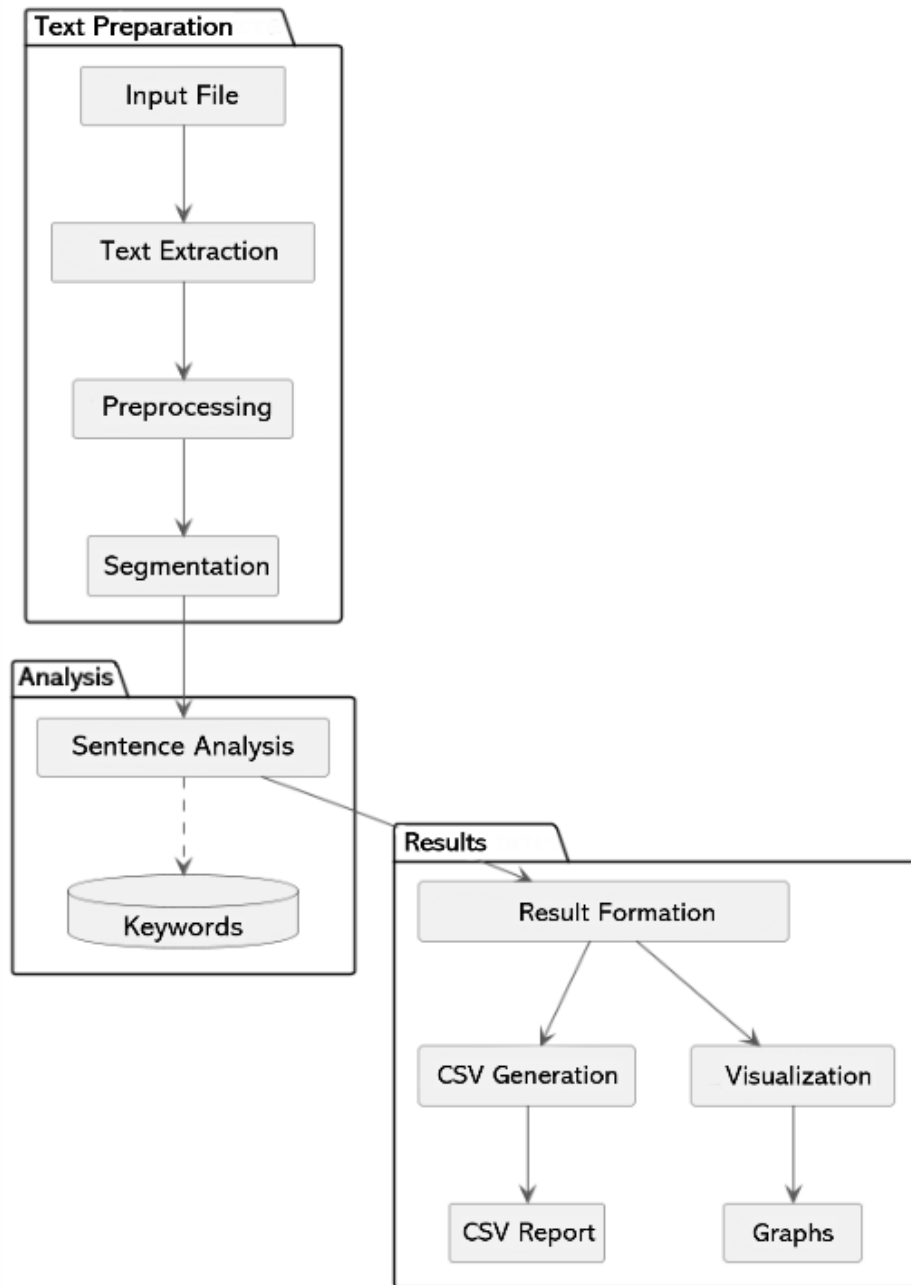 Text Preparation
Input File
Text Extraction
Preprocessing
Segmentation
Analysis
Sentence Analysis
Keywords
Results
Result Formation
CSV Generation
Visualization
CSV Report
Graphs